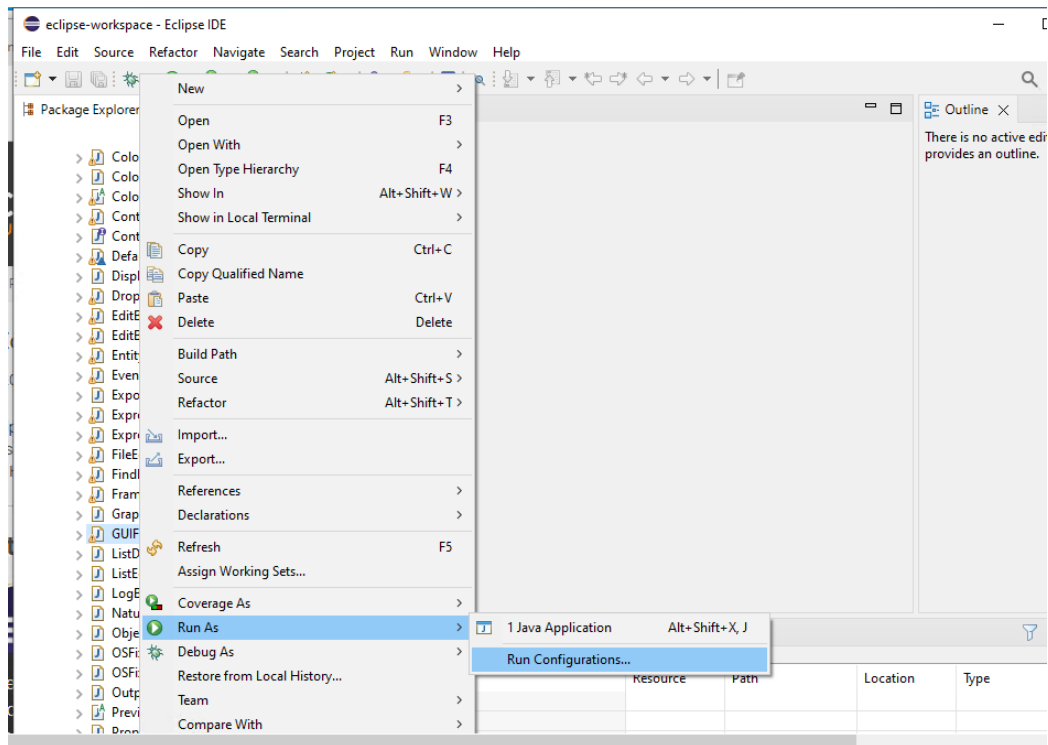 eclipse-workspace - Eclipse IDE
File Edit Source Refactor Navigate Search Project Run Window Help
Package Explorer
Outline
There is no active edi
provides an outline.
Colo
Colo
Colo
Cont
Cont
Defa
Displ
Drop
EditE
EditE
Entit
Even
Expo
Expr
Expr
FileE
Find
Fram
Grap
GUIF
ListD
ListE
LogE
Natu
Obje
OSFi
OSFi
Outp
Previ
Prop
New
Open F3
Open With
Open Type Hierarchy F4
Show In Alt+Shift+W
Show in Local Terminal
Copy Ctrl+C
Copy Qualified Name
Paste Ctrl+V
Delete Delete
Build Path
Source Alt+Shift+S
Refactor Alt+Shift+T
Import...
Export...
References
Declarations
Refresh F5
Assign Working Sets...
Coverage As
Run As
Debug As
Restore from Local History...
Team
Compare With
1 Java Application Alt+Shift+X, J
Run Configurations...
Resource Path Location Type